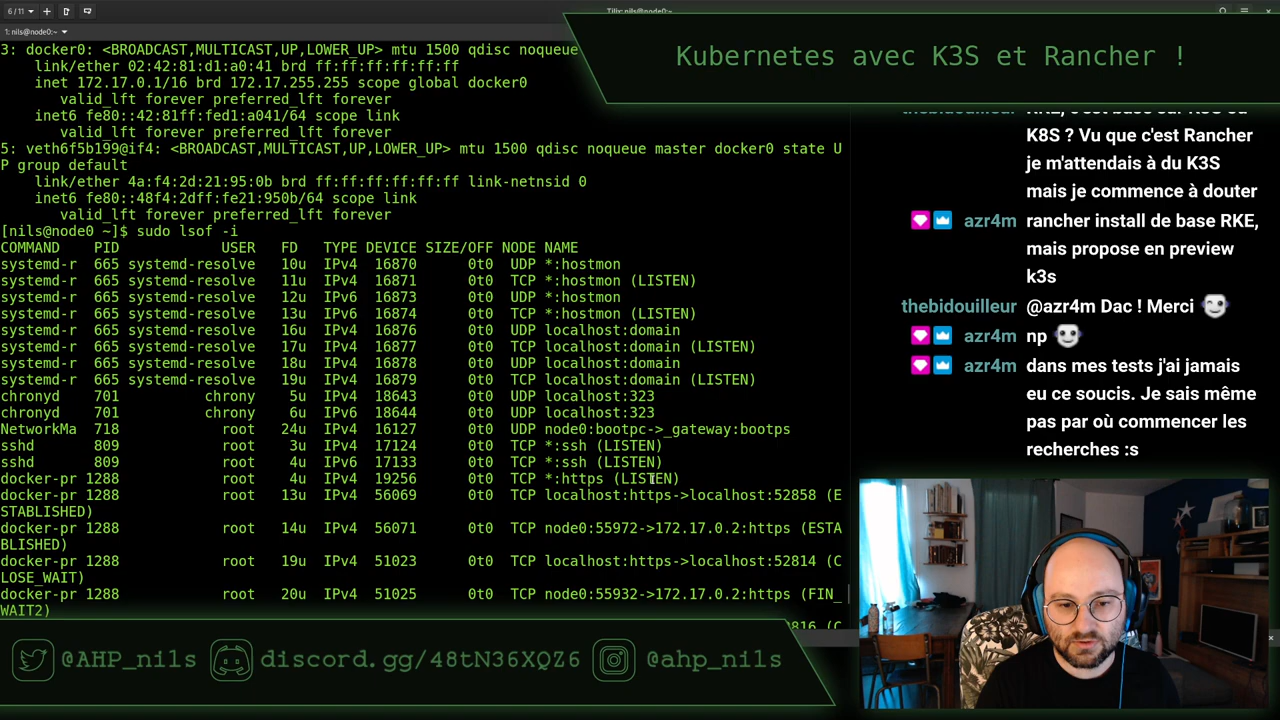 6 / 11
Tilix: nils@node0:~
1: nils@node0:~
3: docker0: <BROADCAST,MULTICAST,UP,LOWER_UP> mtu 1500 qdisc noqueue
link/ether 02:42:81:d1:a0:41 brd ff:ff:ff:ff:ff:ff
inet 172.17.0.1/16 brd 172.17.255.255 scope global docker0
valid_lft forever preferred_lft forever
inet6 fe80::42:81ff:fed1:a041/64 scope link
valid_lft forever preferred_lft forever
5: veth6f5b199@if4: <BROADCAST,MULTICAST,UP,LOWER_UP> mtu 1500 qdisc noqueue master docker0 state U
P group default
link/ether 4a:f4:2d:21:95:0b brd ff:ff:ff:ff:ff:ff link-netnsid 0
inet6 fe80::48f4:2dff:fe21:950b/64 scope link
valid_lft forever preferred_lft forever
[nils@node0 ~]$ sudo lsof -i
COMMAND PID USER FD TYPE DEVICE SIZE/OFF NODE NAME
systemd-r 665 systemd-resolve 10u IPv4 16870 0t0 UDP *:hostmon
systemd-r 665 systemd-resolve 11u IPv4 16871 0t0 TCP *:hostmon (LISTEN)
systemd-r 665 systemd-resolve 12u IPv6 16873 0t0 UDP *:hostmon
systemd-r 665 systemd-resolve 13u IPv6 16874 0t0 TCP *:hostmon (LISTEN)
systemd-r 665 systemd-resolve 16u IPv4 16876 0t0 UDP localhost:domain
systemd-r 665 systemd-resolve 17u IPv4 16877 0t0 TCP localhost:domain (LISTEN)
systemd-r 665 systemd-resolve 18u IPv4 16878 0t0 UDP localhost:domain
systemd-r 665 systemd-resolve 19u IPv4 16879 0t0 TCP localhost:domain (LISTEN)
chronyd 701 chrony 5u IPv4 18643 0t0 UDP localhost:323
chronyd 701 chrony 6u IPv6 18644 0t0 UDP localhost:323
NetworkMa 718 root 24u IPv4 16127 0t0 UDP node0:bootpc->_gateway:bootps
sshd 809 root 3u IPv4 17124 0t0 TCP *:ssh (LISTEN)
sshd 809 root 4u IPv6 17133 0t0 TCP *:ssh (LISTEN)
docker-pr 1288 root 4u IPv4 19256 0t0 TCP *:https (LISTEN)
docker-pr 1288 root 13u IPv4 56069 0t0 TCP localhost:https->localhost:52858 (E
STABLISHED)
docker-pr 1288 root 14u IPv4 56071 0t0 TCP node0:55972->172.17.0.2:https (ESTA
BLISHED)
docker-pr 1288 root 19u IPv4 51023 0t0 TCP localhost:https->localhost:52814 (C
LOSE_WAIT)
docker-pr 1288 root 20u IPv4 51025 0t0 TCP node0:55932->172.17.0.2:https (FIN_
WAIT2)
Kubernetes avec K3S et Rancher !
K8S ? Vu que c'est Rancher
je m'attendais à du K3S
mais je commence à douter
azr4m rancher install de base RKE,
mais propose en preview
k3s
thebidouilleur @azr4m Dac ! Merci
azr4m np
azr4m dans mes tests j'ai jamais
eu ce soucis. Je sais même
pas par où commencer les
recherches :s
@AHP_nils discord.gg/48tN36XQZ6 @ahp_nils